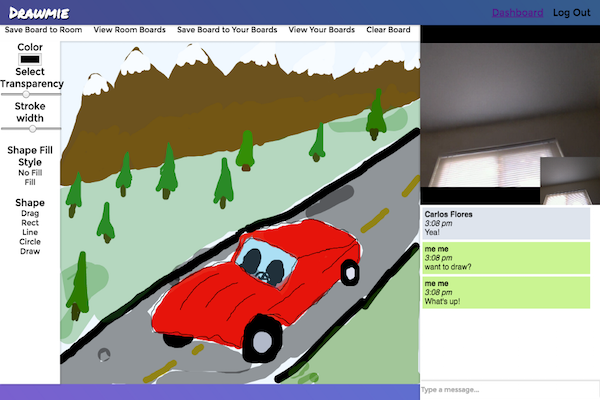 Drawmie
Dashboard Log Out
Save Board to Room View Room Boards Save Board to Your Boards View Your Boards Clear Board
Color
Select
Transparency
Stroke
width
Shape Fill
Style
No Fill
Fill
Shape
Drag
Rect
Line
Circle
Draw
Carlos Flores
3:08 pm
Yea!
me me
3:08 pm
want to draw?
me me
3:08 pm
What's up!
Type a message...